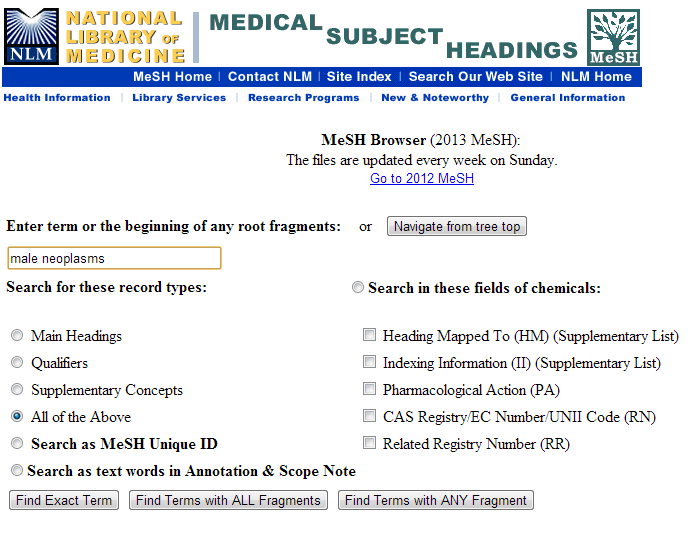 NATIONAL
LIBRARY OF
MEDICINE
NLM
MEDICAL
SUBJECT
HEADINGS
MeSH
MeSH Home | Contact NLM | Site Index | Search Our Web Site | NLM Home
Health Information | Library Services | Research Programs | New & Noteworthy | General Information
MeSH Browser (2013 MeSH):
The files are updated every week on Sunday.
Go to 2012 MeSH
Enter term or the beginning of any root fragments: or Navigate from tree top
male neoplasms
Search for these record types: Search in these fields of chemicals:
Main Headings Heading Mapped To (HM) (Supplementary List)
Qualifiers Indexing Information (II) (Supplementary List)
Supplementary Concepts Pharmacological Action (PA)
All of the Above CAS Registry/EC Number/UNII Code (RN)
Search as MeSH Unique ID Related Registry Number (RR)
Search as text words in Annotation & Scope Note
Find Exact Term Find Terms with ALL Fragments Find Terms with ANY Fragment